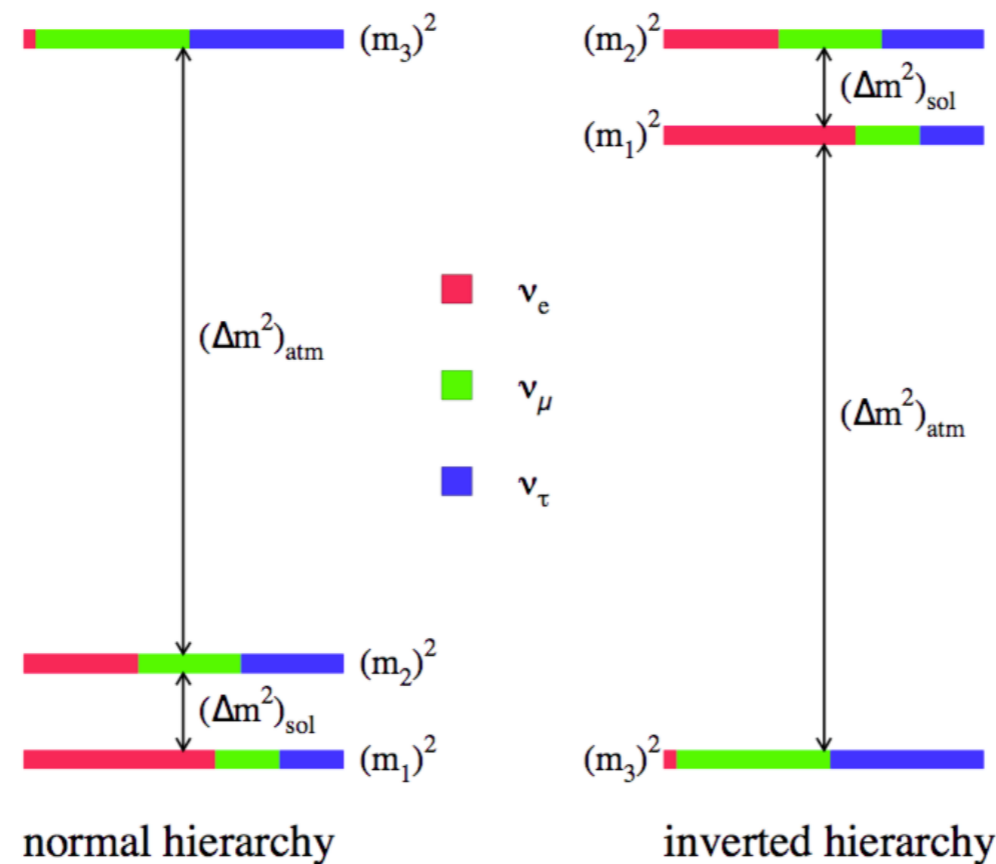 (m₃)²
(Δm²)atm
(m₂)²
(Δm²)sol
(m₁)²
normal hierarchy
νe
νμ
ντ
(m₂)²
(Δm²)sol
(m₁)²
(Δm²)atm
(m₃)²
inverted hierarchy